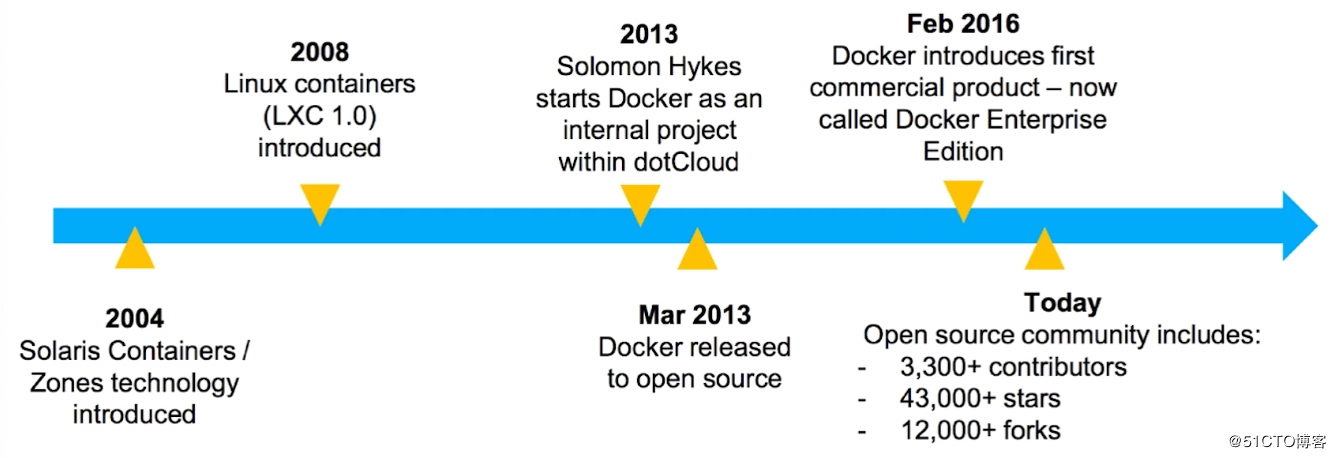 2008
Linux containers
(LXC 1.0)
introduced
2013
Solomon Hykes
starts Docker as an
internal project
within dotCloud
Feb 2016
Docker introduces first
commercial product – now
called Docker Enterprise
Edition
2004
Solaris Containers /
Zones technology
introduced
Mar 2013
Docker released
to open source
Today
Open source community includes:
- 3,300+ contributors
- 43,000+ stars
- 12,000+ forks
@51CTO博客